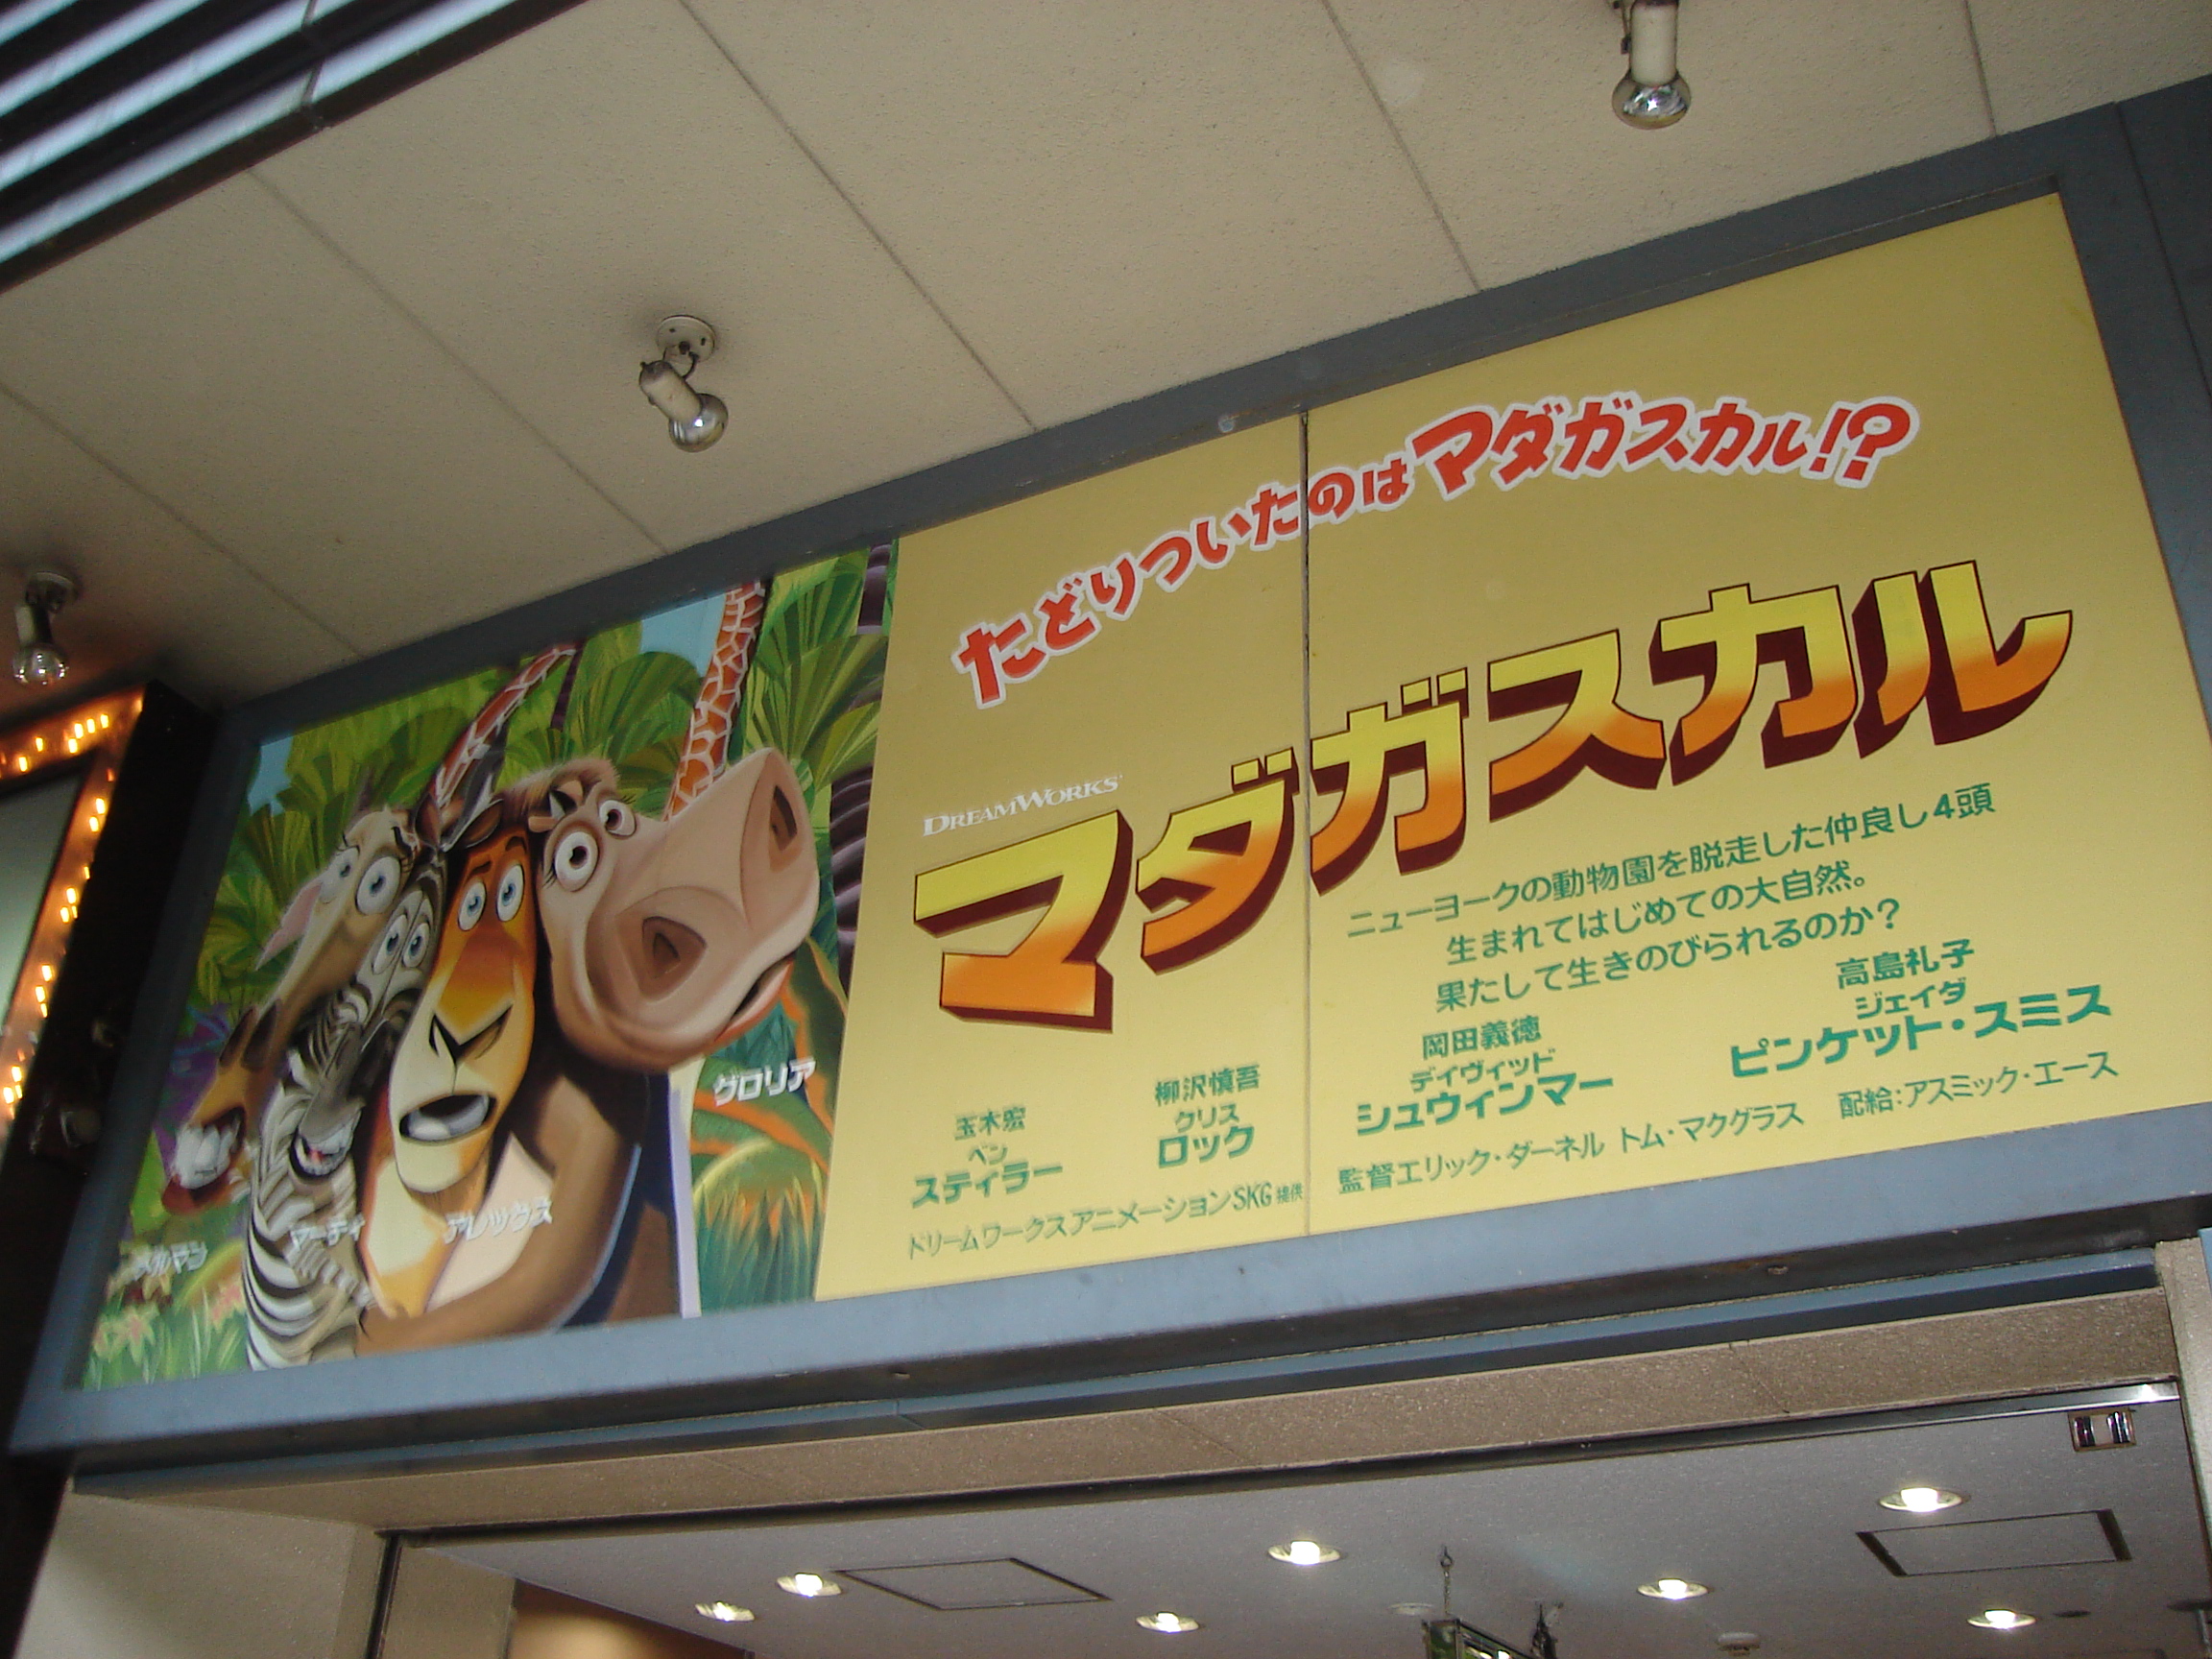 たどりついたのはマダガスカル!?
DREAMWORKS
マダガスカル
ニューヨークの動物園を脱走した仲良し4頭
生まれてはじめての大自然。
果たして生きのびられるのか?
玉木宏
ベン
スティラー
柳沢慎吾
クリス
ロック
岡田義徳
デイヴィッド
シュウィンマー
高島礼子
ジェイダ
ピンケット・スミス
ドリームワークスアニメーションSKG提供
監督エリック・ダーネル トム・マクグラス 配給:アスミック・エース
メルマン
マーティ
アレックス
グロリア